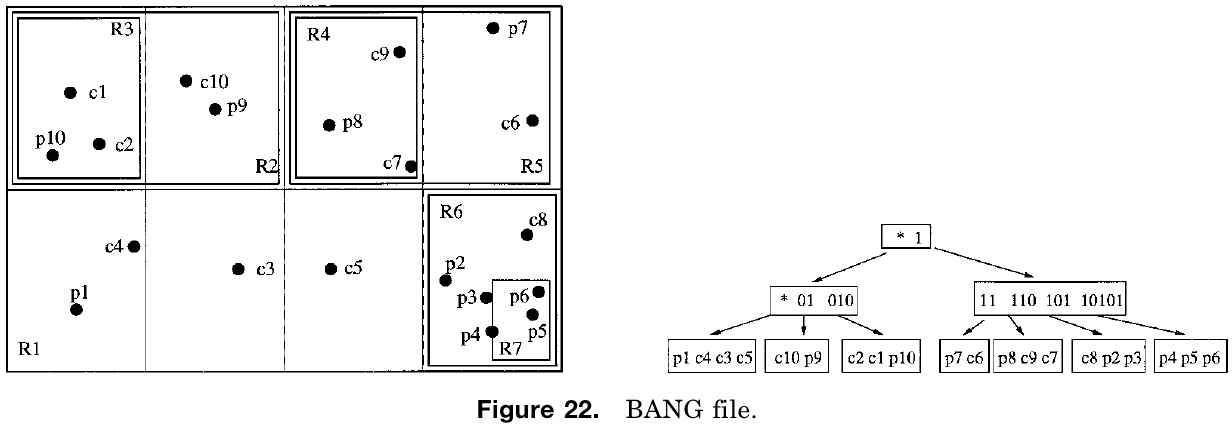 R3
R4
p7
c9
c1
c10
p9
p8
c6
p10
c2
c7
R2
R5
R6
c8
c4
c3
c5
p2
p1
p3
p6
p4
p5
R1
R7
* 1
* 01 010
11 110 101 10101
p1 c4 c3 c5
c10 p9
c2 c1 p10
p7 c6
p8 c9 c7
c8 p2 p3
p4 p5 p6
Figure 22. BANG file.